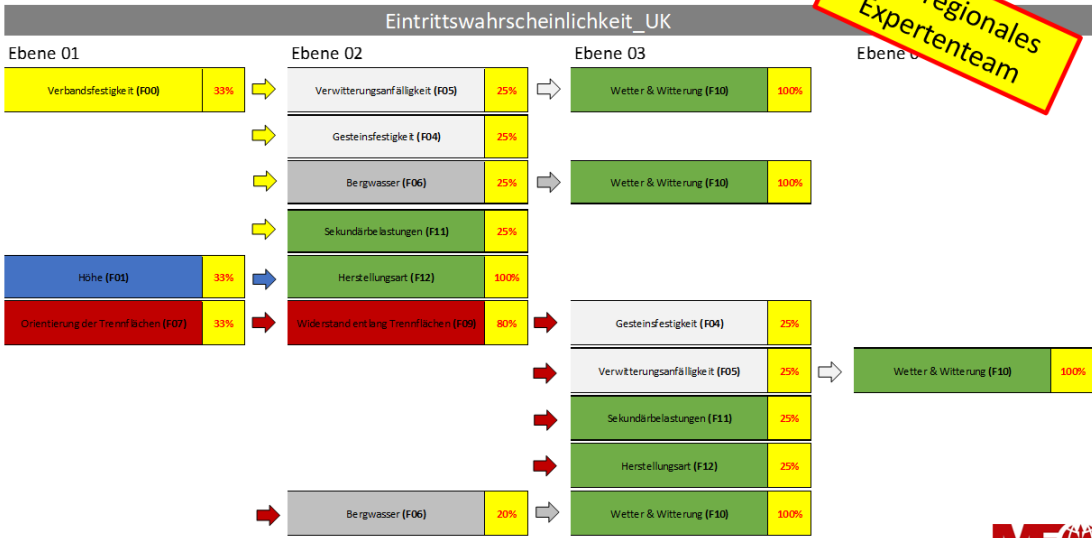 Eintrittswahrscheinlichkeit_UK
regionales
Expertenteam
Ebene 01 Ebene 02 Ebene 03 Ebene
Verbandsfestigkeit (F00) 33% Verwitterungsanfälligkeit (F05) 25% Wetter & Witterung (F10) 100%
Gesteinsfestigkeit (F04) 25%
Bergwasser (F06) 25% Wetter & Witterung (F10) 100%
Sekundärbelastungen (F11) 25%
Höhe (F01) 33% Herstellungsart (F12) 100%
Orientierung der Trennflächen (F07) 33% Widerstand entlang Trennflächen (F09) 80% Gesteinsfestigkeit (F04) 25%
Verwitterungsanfälligkeit (F05) 25% Wetter & Witterung (F10) 100%
Sekundärbelastungen (F11) 25%
Herstellungsart (F12) 25%
Bergwasser (F06) 20% Wetter & Witterung (F10) 100%